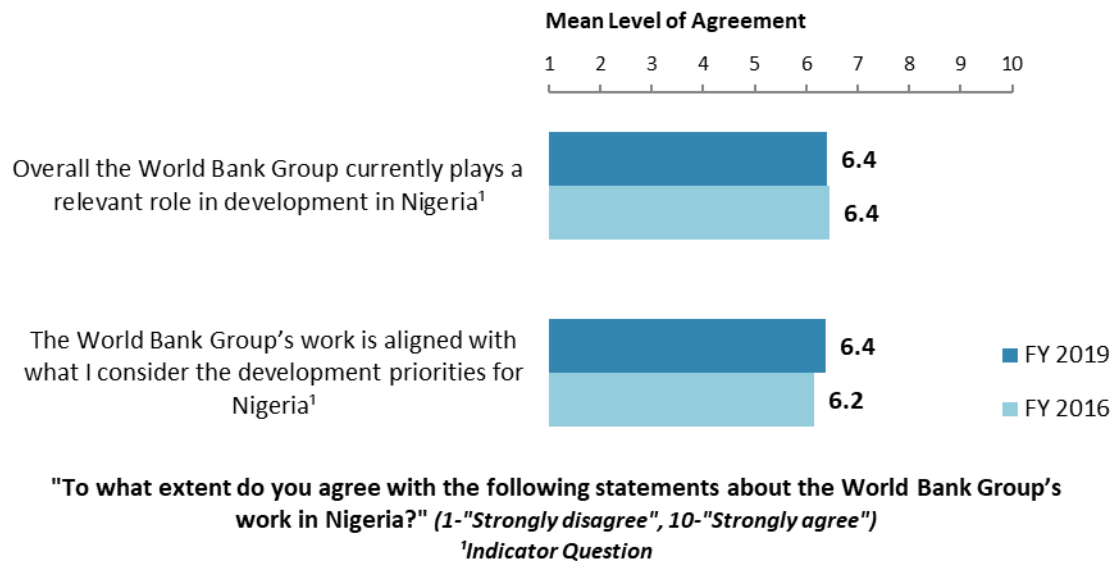 Mean Level of Agreement
1 2 3 4 5 6 7 8 9 10
Overall the World Bank Group currently plays a
relevant role in development in Nigeria¹
6.4
6.4
The World Bank Group’s work is aligned with
what I consider the development priorities for
Nigeria¹
6.4
6.2
FY 2019
FY 2016
"To what extent do you agree with the following statements about the World Bank Group’s
work in Nigeria?" (1-"Strongly disagree", 10-"Strongly agree")
¹Indicator Question